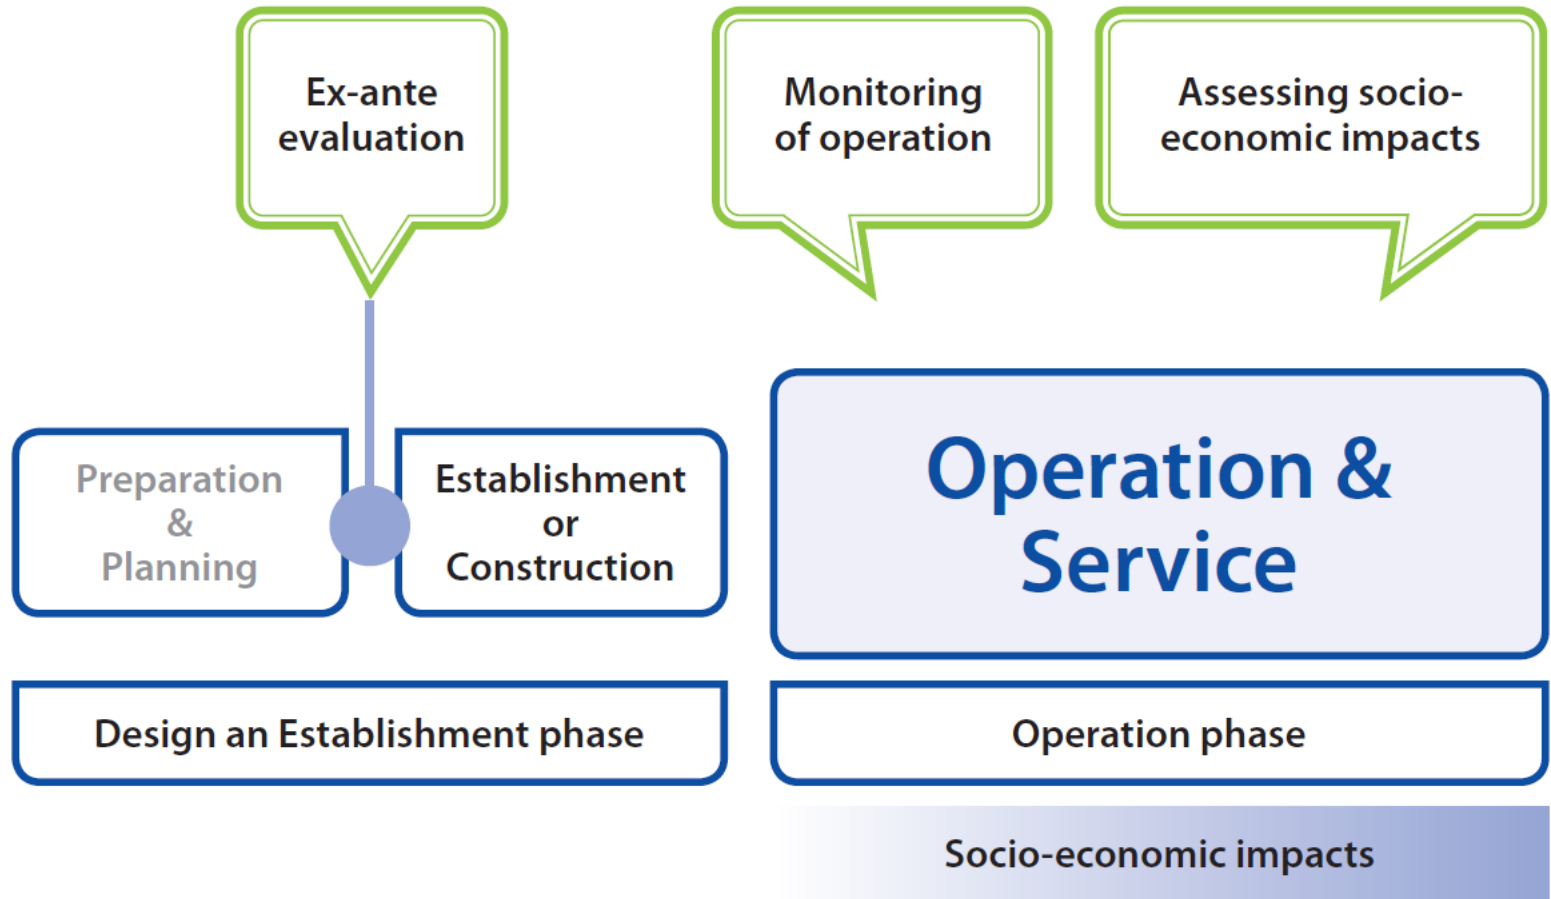 Ex-ante
evaluation
Monitoring
of operation
Assessing socio-
economic impacts
Preparation
&
Planning
Establishment
or
Construction
Operation &
Service
Design an Establishment phase
Operation phase
Socio-economic impacts